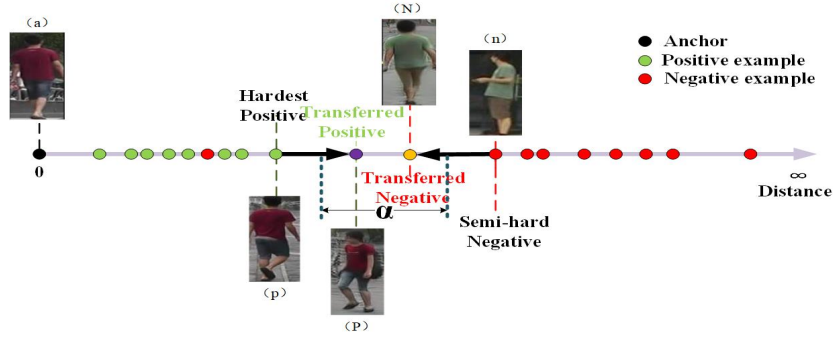 (a)
(N)
(n)
Anchor
Positive example
Negative example
Hardest
Positive
Transferred
Positive
0
∞
Distance
Transferred
Negative
α
Semi-hard
Negative
(p)
(P)